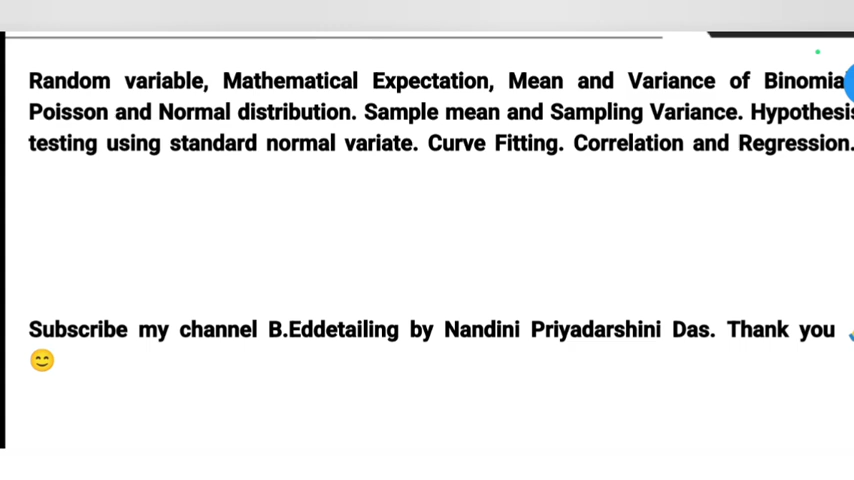 Random variable, Mathematical Expectation, Mean and Variance of Binomia
Poisson and Normal distribution. Sample mean and Sampling Variance. Hypothesis
testing using standard normal variate. Curve Fitting. Correlation and Regression.
Subscribe my channel B.Eddetailing by Nandini Priyadarshini Das. Thank you
😊